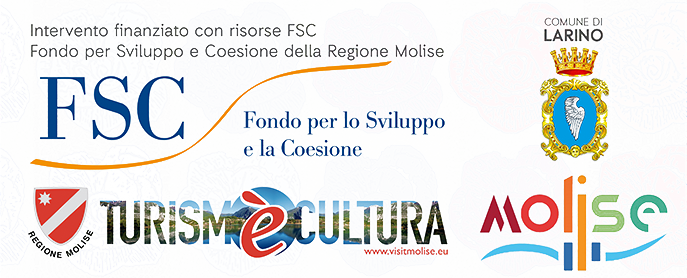 Intervento finanziato con risorse FSC
Fondo per Sviluppo e Coesione della Regione Molise
COMUNE DI
LARINO
FSC
Fondo per lo Sviluppo
e la Coesione
REGIONE MOLISE
TURISMèCULTURA
www.visitmolise.eu
Molise